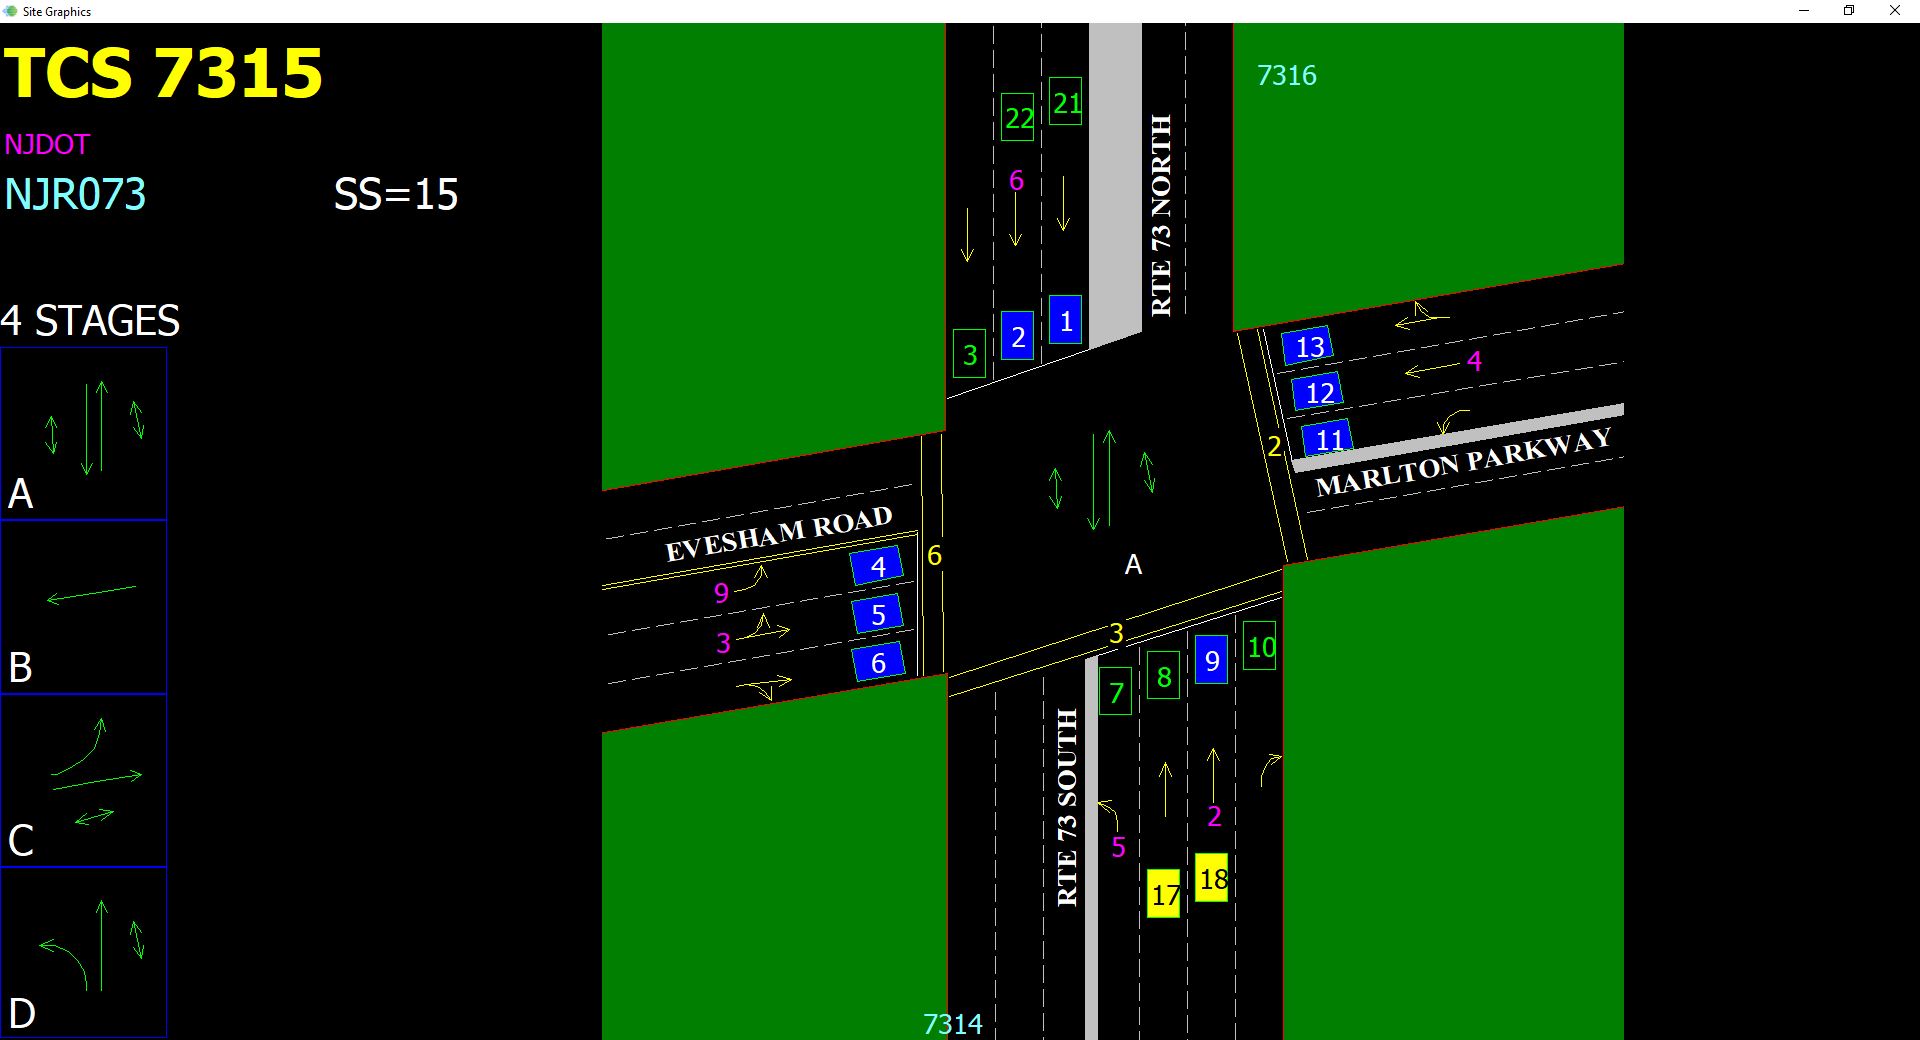 Site Graphics
TCS 7315
NJDOT
NJR073
SS=15
4 STAGES
A
B
C
D
7316
22
21
6
RTE 73 NORTH
3
2
1
13
12
11
4
2
MARLTON PARKWAY
EVESHAM ROAD
6
9
3
4
5
6
A
3
RTE 73 SOUTH
7
8
9
10
5
2
17
18
7314